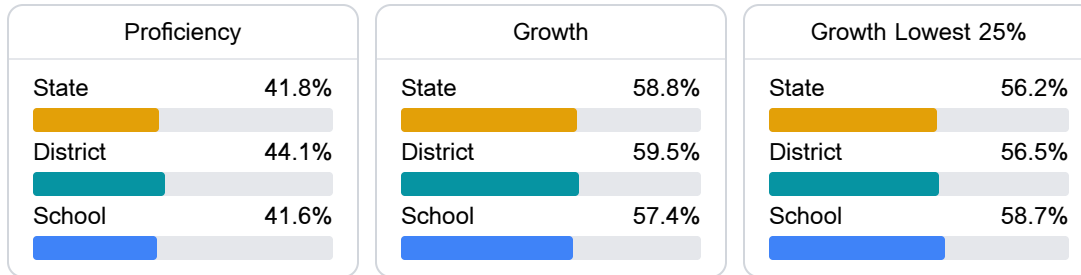 Proficiency
State 41.8%
District 44.1%
School 41.6%
Growth
State 58.8%
District 59.5%
School 57.4%
Growth Lowest 25%
State 56.2%
District 56.5%
School 58.7%